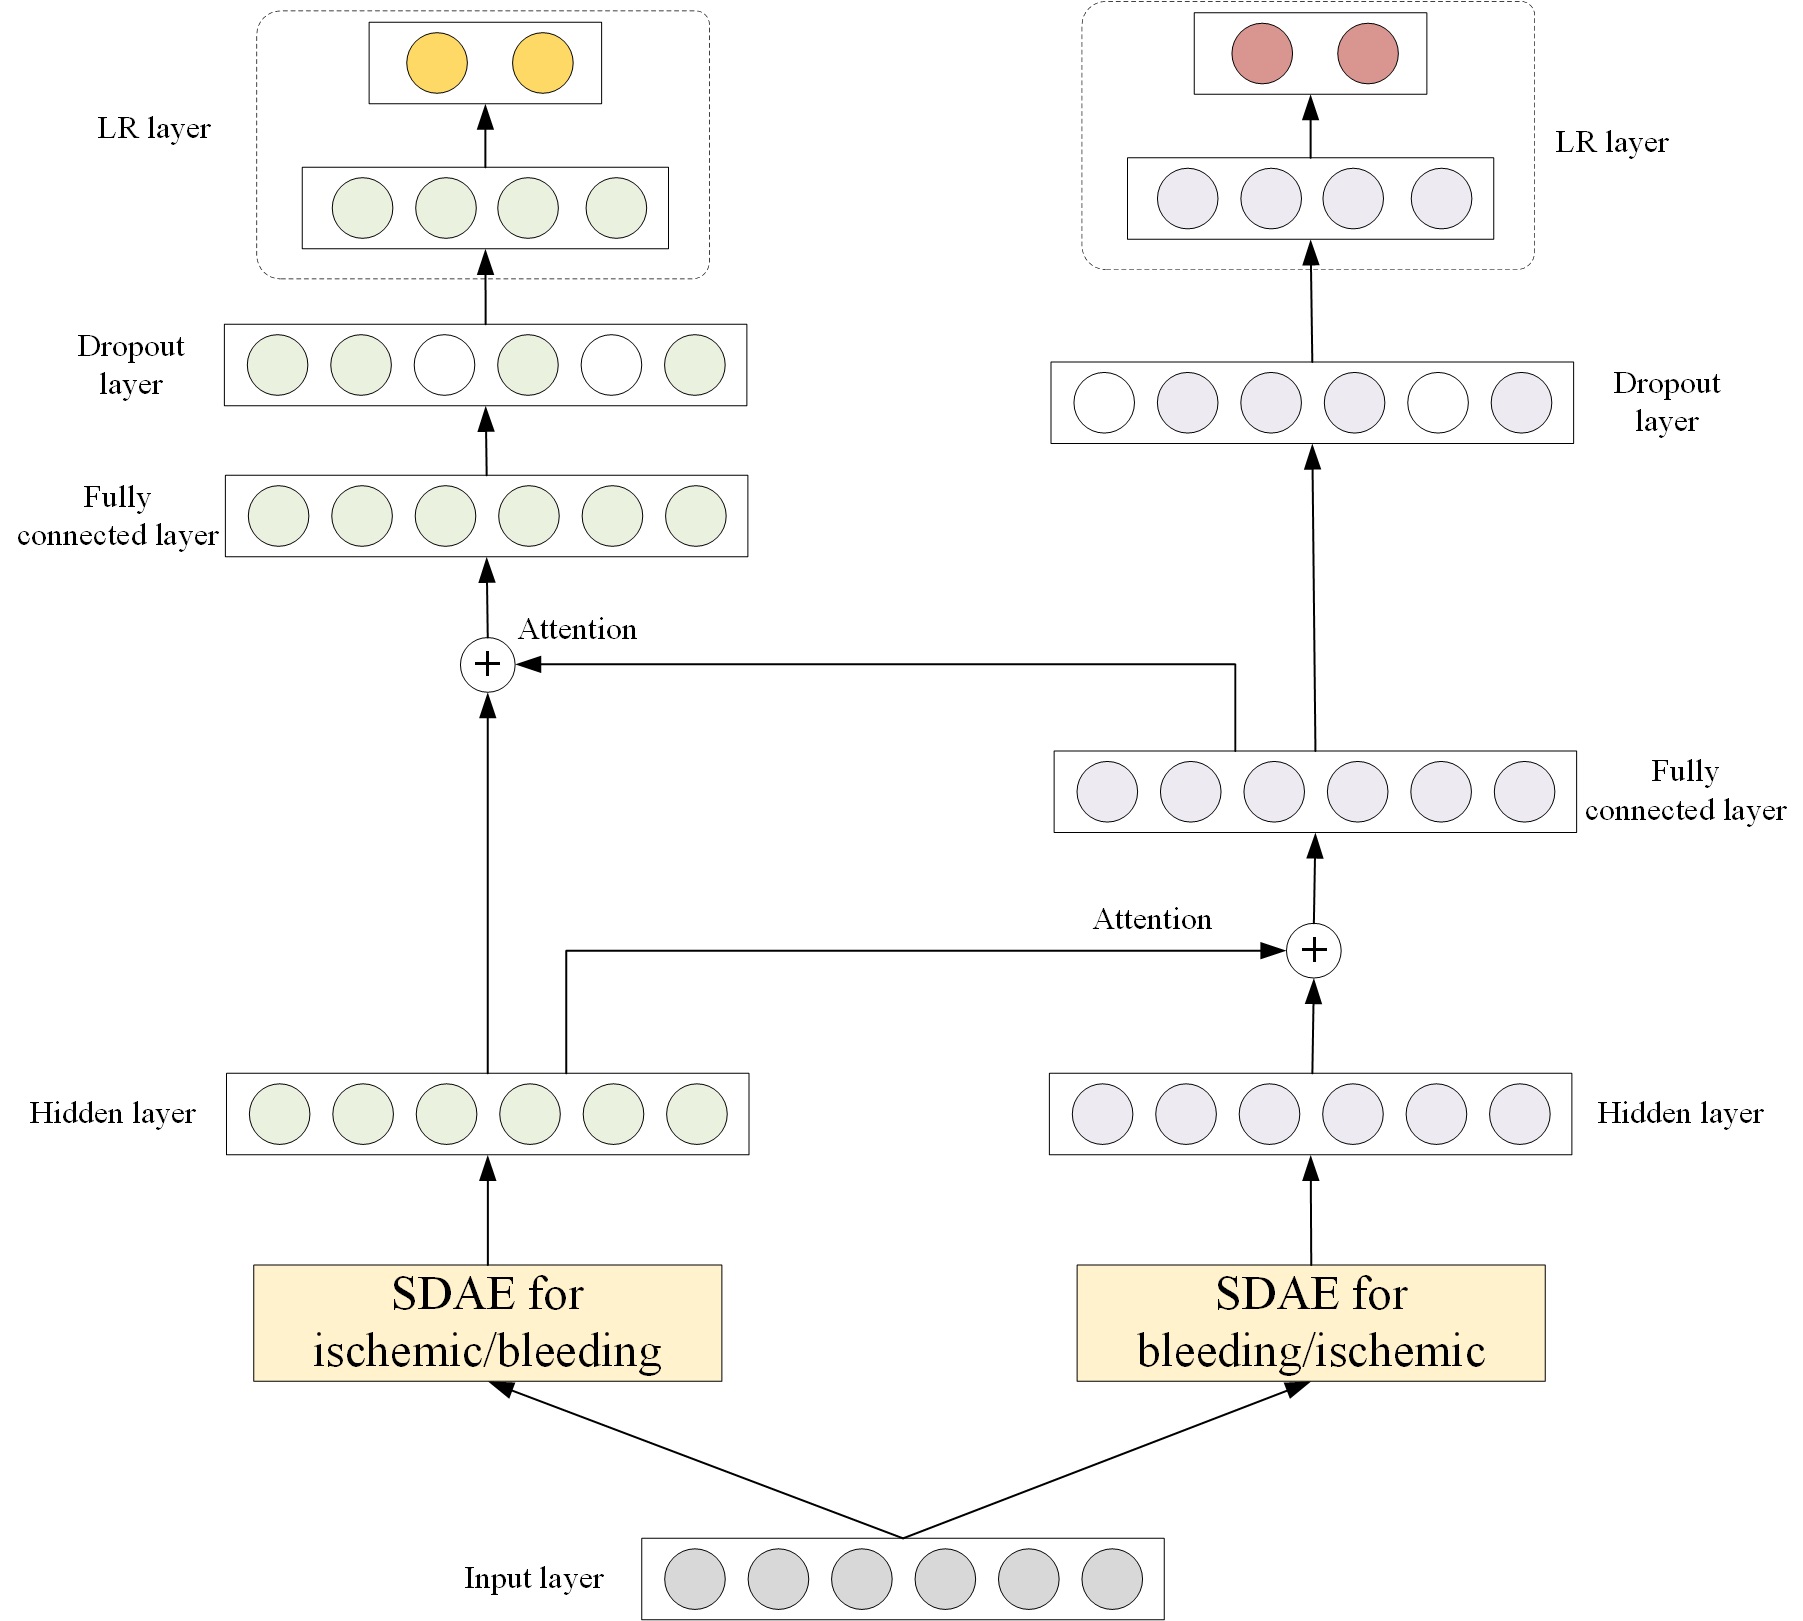 LR layer
LR layer
Dropout
layer
Dropout
layer
Fully
connected layer
Attention
+
Fully
connected layer
Attention
+
Hidden layer
Hidden layer
SDAE for
ischemic/bleeding
SDAE for
bleeding/ischemic
Input layer